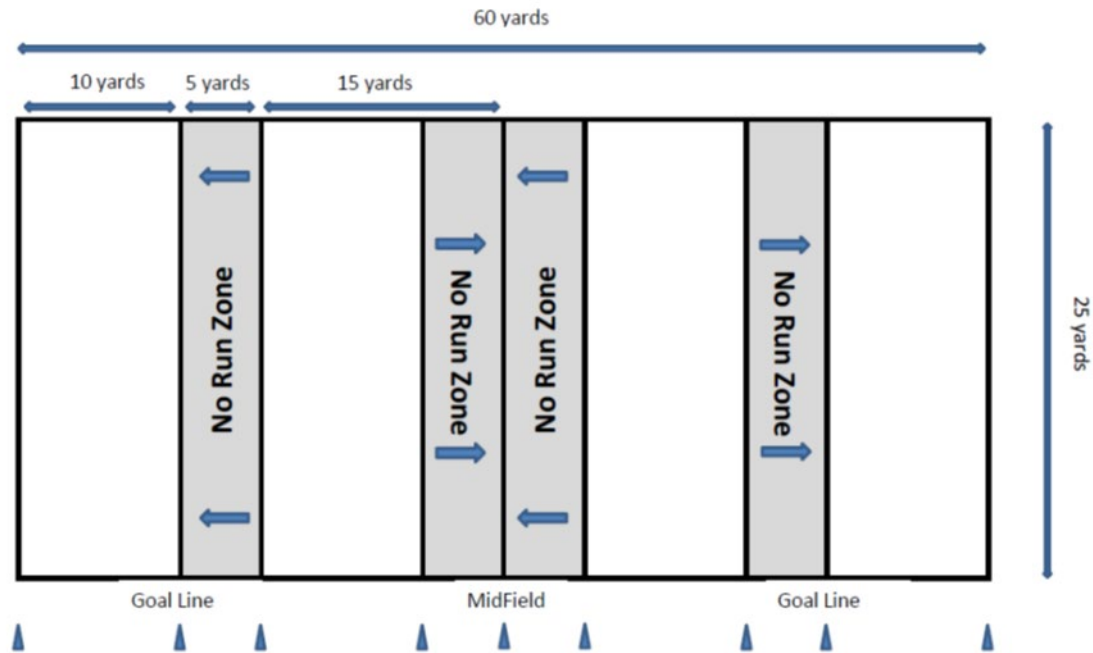 60 yards
10 yards
5 yards
15 yards
No Run Zone
No Run Zone
No Run Zone
No Run Zone
25 yards
Goal Line
MidField
Goal Line